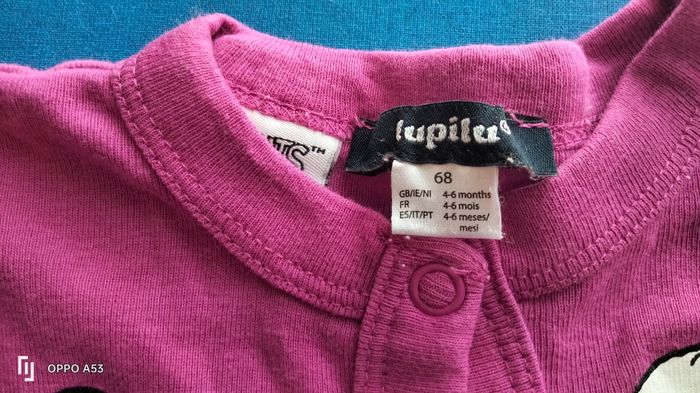 lupilu®
TS™
68
GB/IE/NI 4-6 months
FR 4-6 mois
ES/IT/PT 4-6 meses/
mesi
OPPO A53